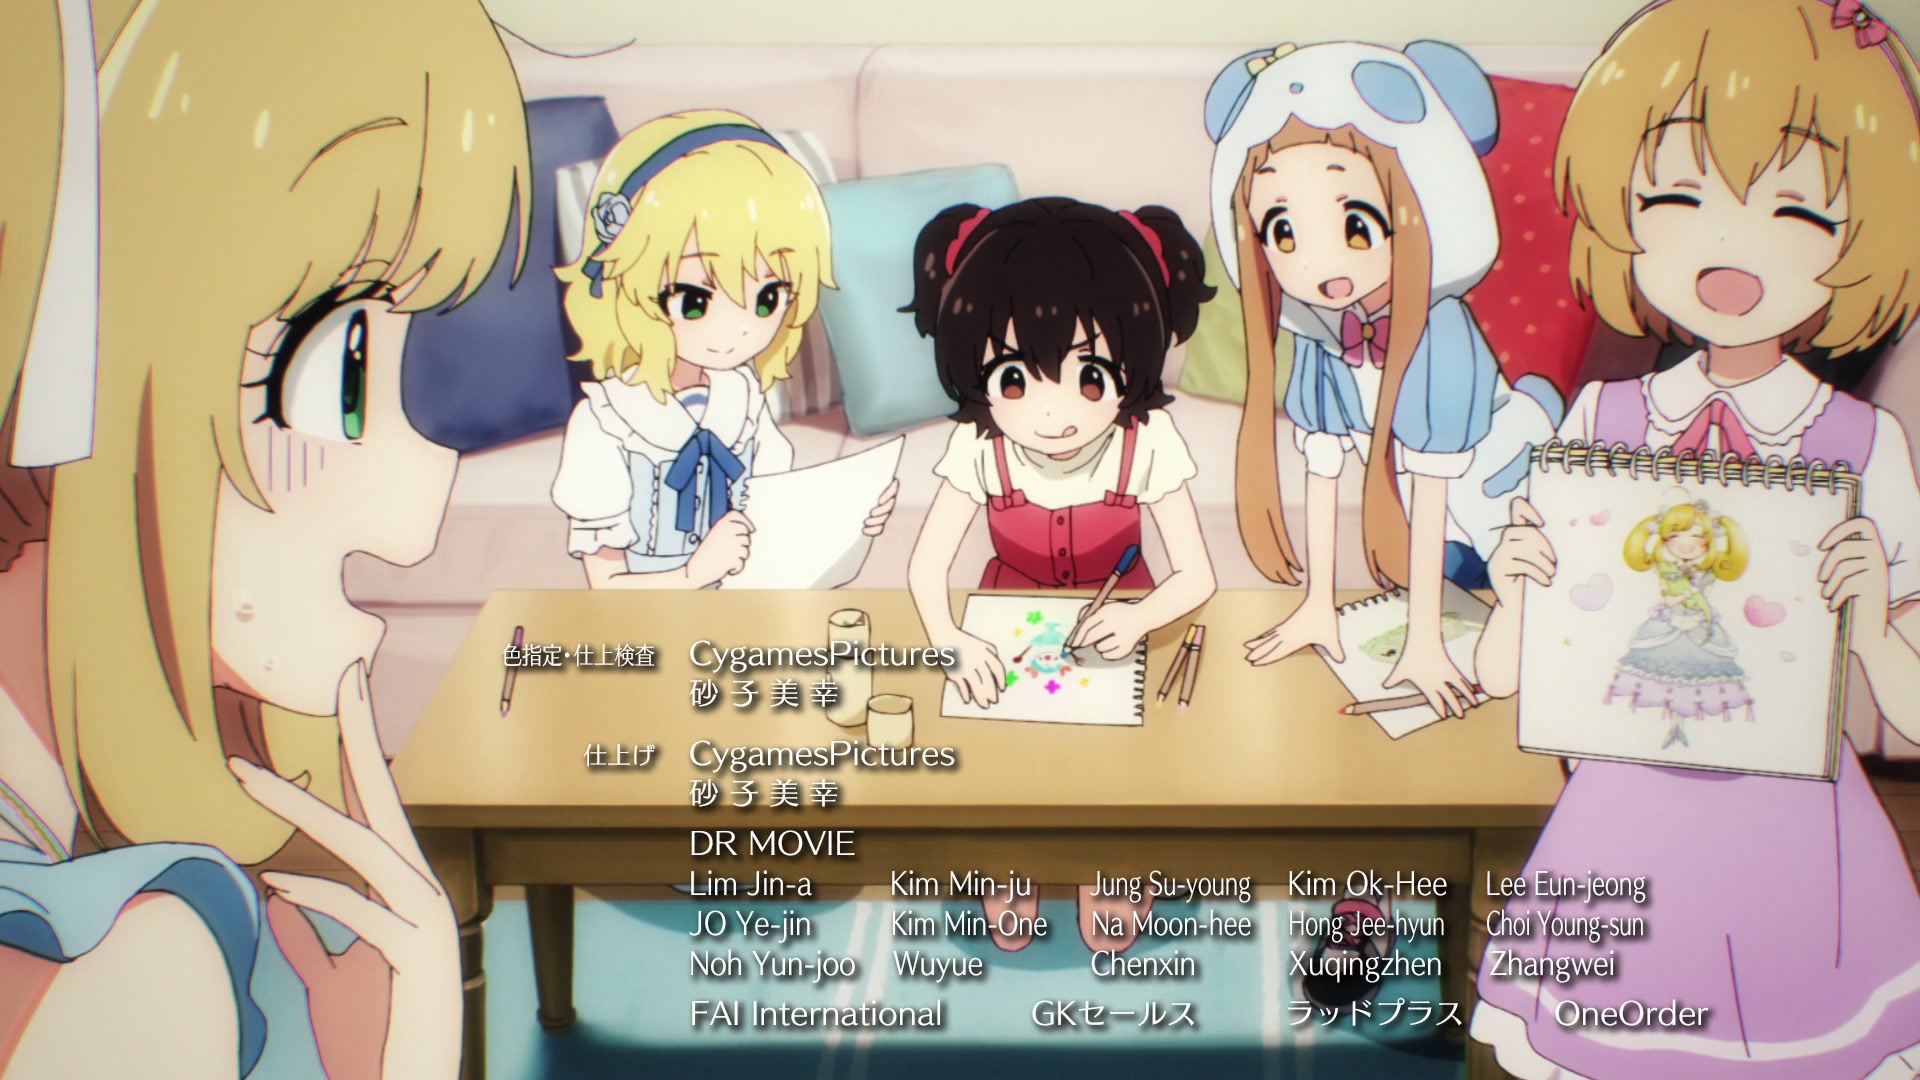 色指定・仕上検査 CygamesPictures
砂子美幸
仕上げ CygamesPictures
砂子美幸
DR MOVIE
Lim Jin-a Kim Min-ju Jung Su-young Kim Ok-Hee Lee Eun-jeong
JO Ye-jin Kim Min-One Na Moon-hee Hong Jee-hyun Choi Young-sun
Noh Yun-joo Wuyue Chenxin Xuqingzhen Zhangwei
FAI International GKセールス ラッドプラス OneOrder